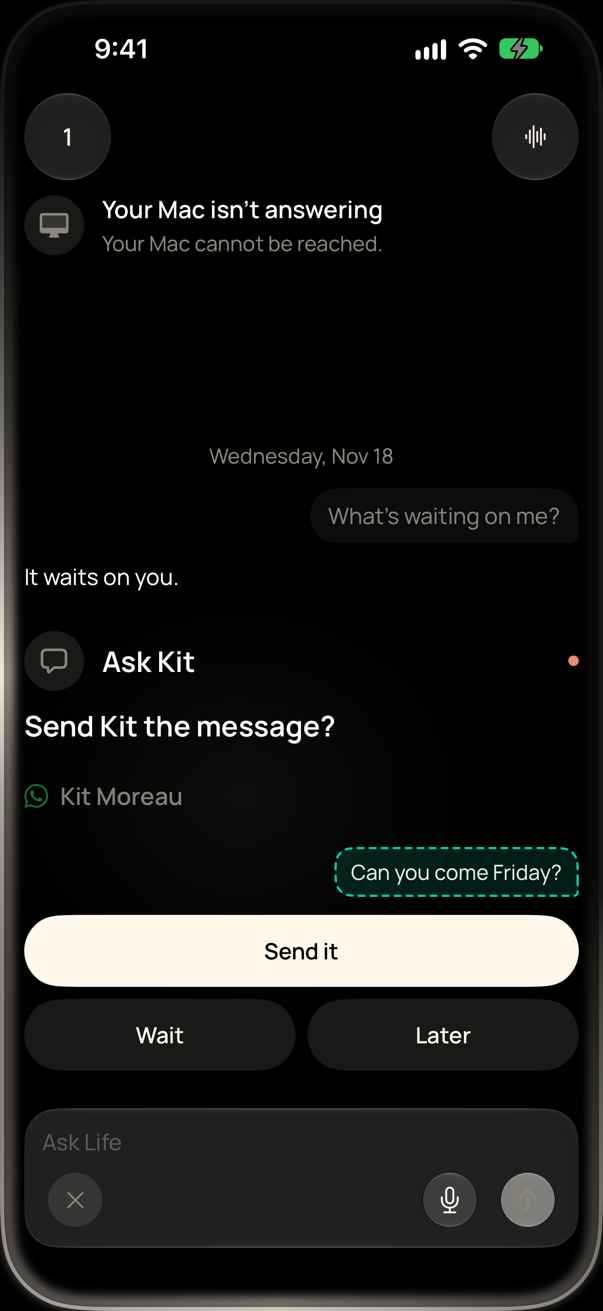 9:41
1
Your Mac isn't answering
Your Mac cannot be reached.
Wednesday, Nov 18
What's waiting on me?
It waits on you.
Ask Kit
Send Kit the message?
Kit Moreau
Can you come Friday?
Send it
Wait
Later
Ask Life